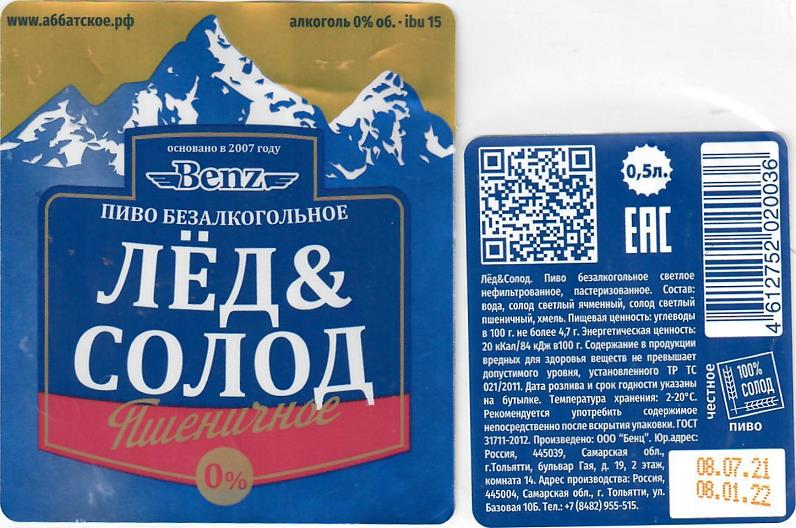 www.аббатское.рф
алкоголь 0% об. · ibu 15
основано в 2007 году
Benz
ПИВО БЕЗАЛКОГОЛЬНОЕ
ЛЁД&
СОЛОД
Пшеничное
0%
0,5л.
EAC
4 612752 020036
Лёд&Солод. Пиво безалкогольное светлое
нефильтрованное, пастеризованное. Состав:
вода, солод светлый ячменный, солод светлый
пшеничный, хмель. Пищевая ценность: углеводы
в 100 г. не более 4,7 г. Энергетическая ценность:
20 кКал/84 кДж в100 г. Содержание в продукции
вредных для здоровья веществ не превышает
допустимого уровня, установленного ТР ТС
021/2011. Дата розлива и срок годности указаны
на бутылке. Температура хранения: 2-20°С.
Рекомендуется употребить содержимое
непосредственно после вскрытия упаковки. ГОСТ
31711-2012. Произведено: ООО "Бенц". Юр.адрес:
Россия, 445039, Самарская обл.,
г.Тольятти, бульвар Гая, д. 19, 2 этаж,
комната 14. Адрес производства: Россия,
445004, Самарская обл., г. Тольятти, ул.
Базовая 10Б. Тел.: +7 (8482) 955-515.
честное
100%
СОЛОД
ПИВО
08.07.21
08.01.22